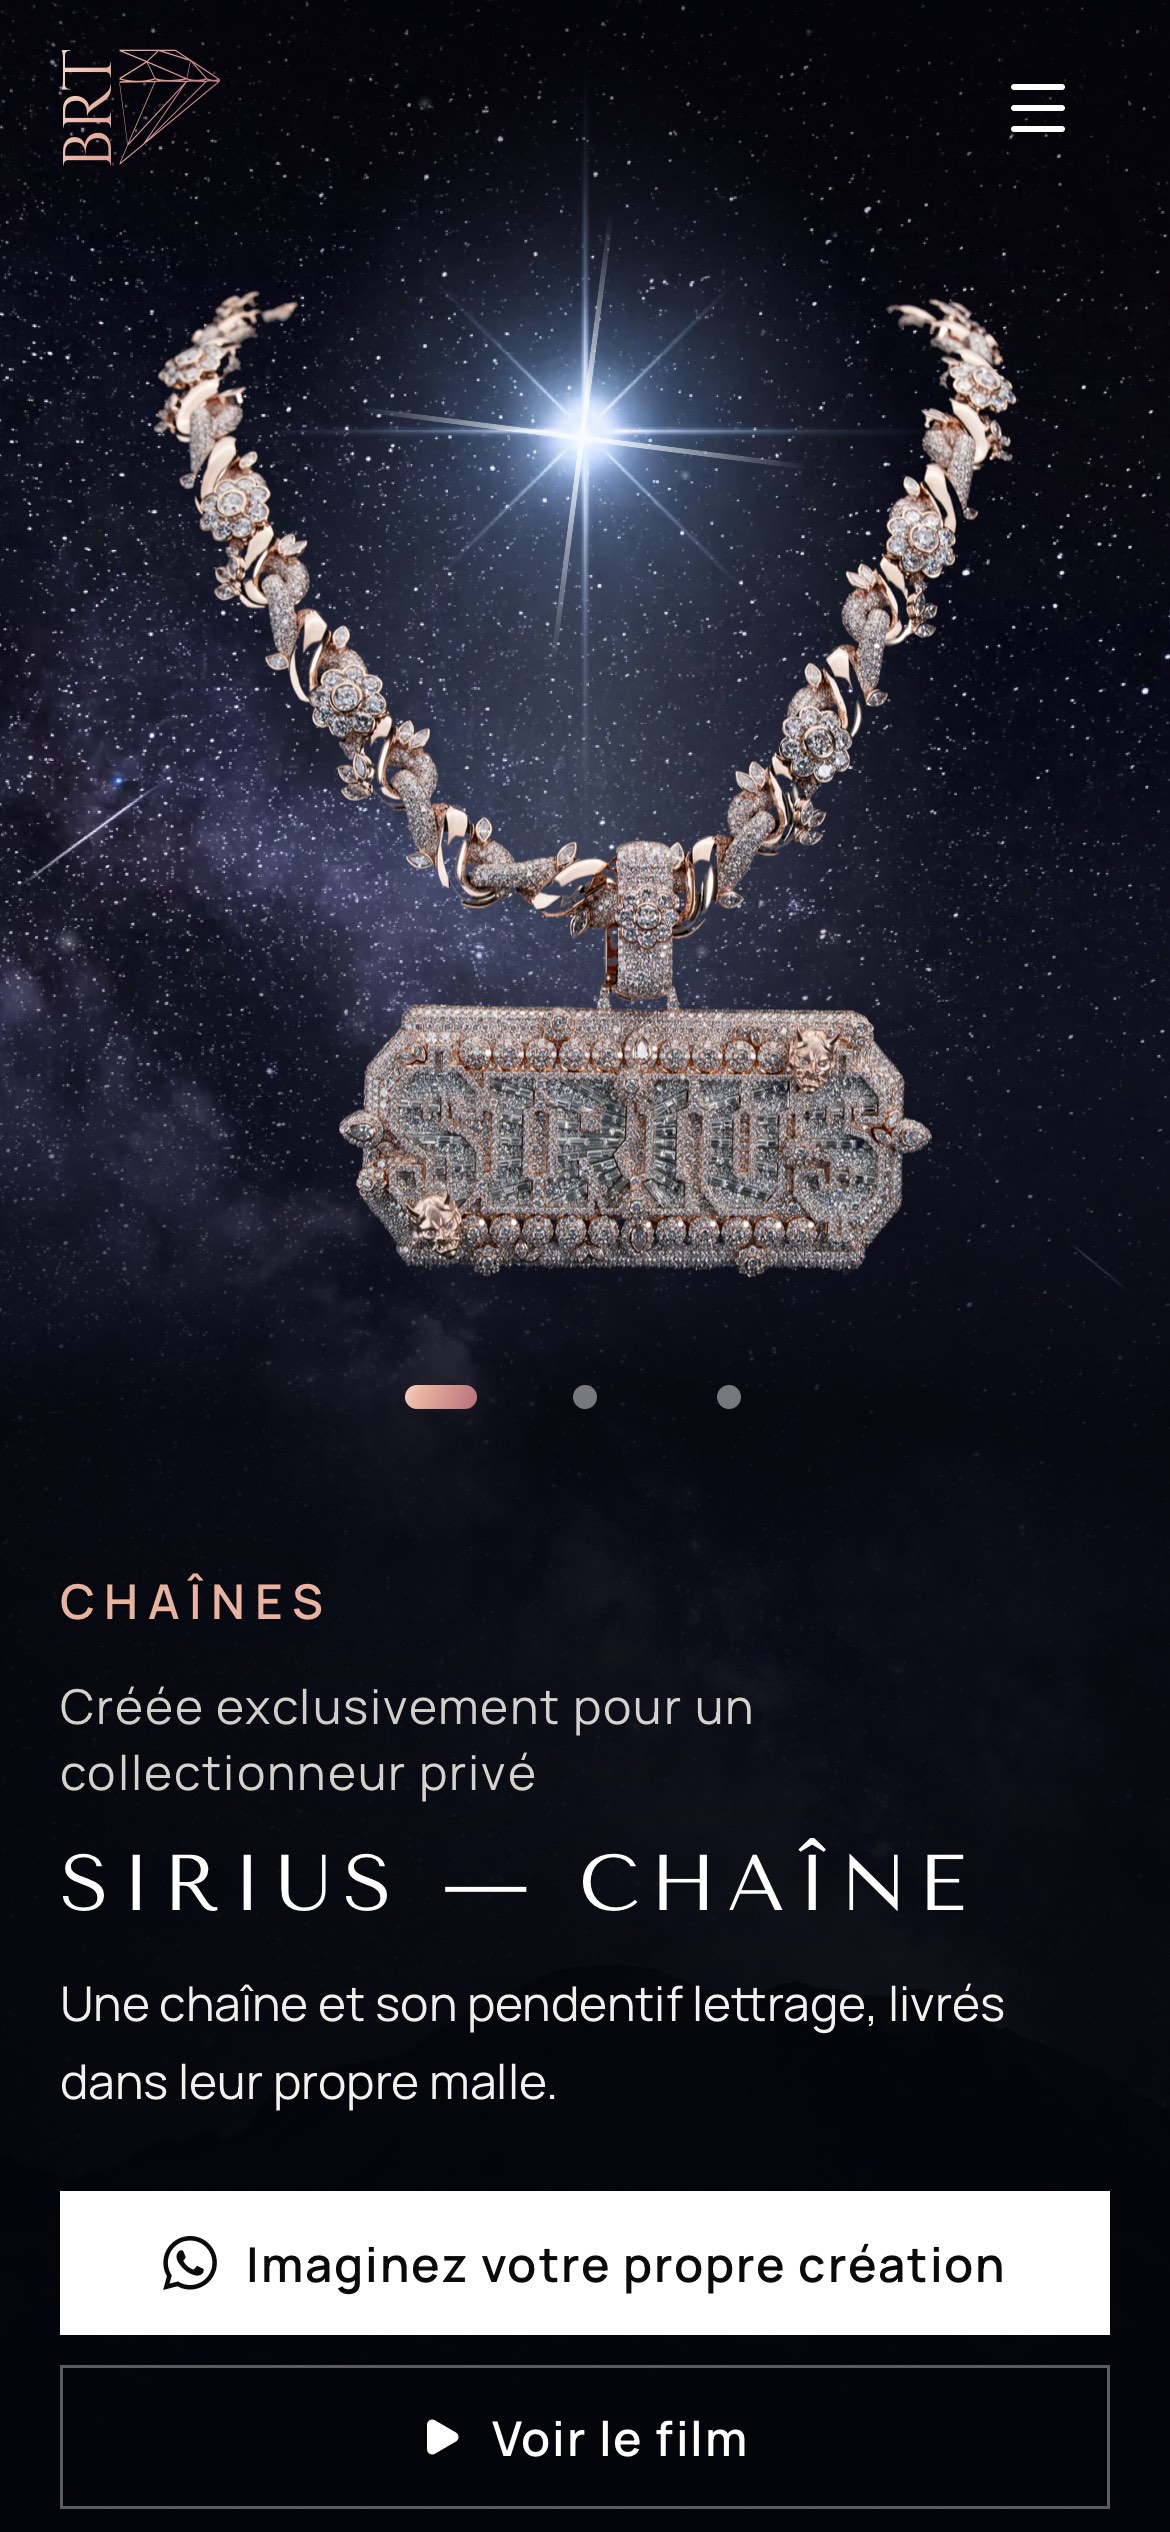 BRT
SIRIUS
CHAÎNES
Créée exclusivement pour un
collectionneur privé
SIRIUS — CHAÎNE
Une chaîne et son pendentif lettrage, livrés
dans leur propre malle.
Imaginez votre propre création
Voir le film